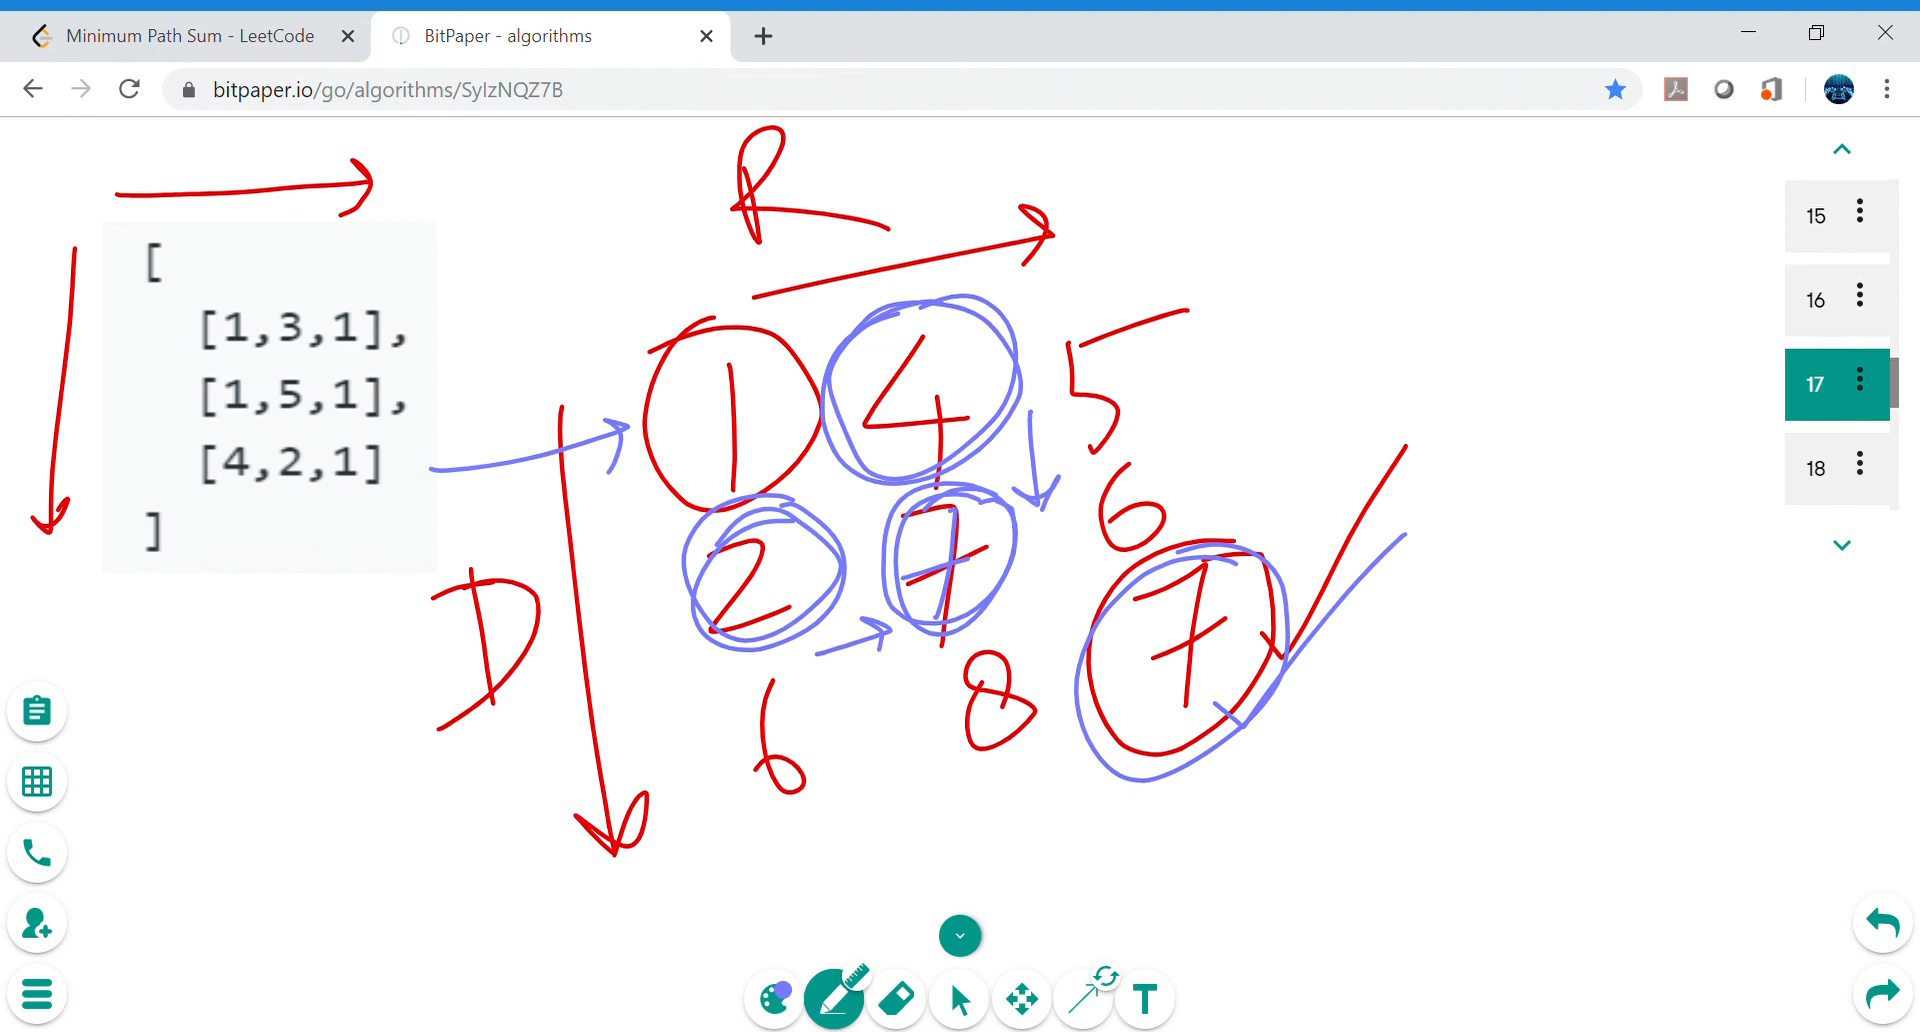 Minimum Path Sum - LeetCode
BitPaper - algorithms
bitpaper.io/go/algorithms/SyIzNQZ7B
[
[1,3,1],
[1,5,1],
[4,2,1]
]
R
D
1 4 5
2 7 6
6 8 7
15
16
17
18
T